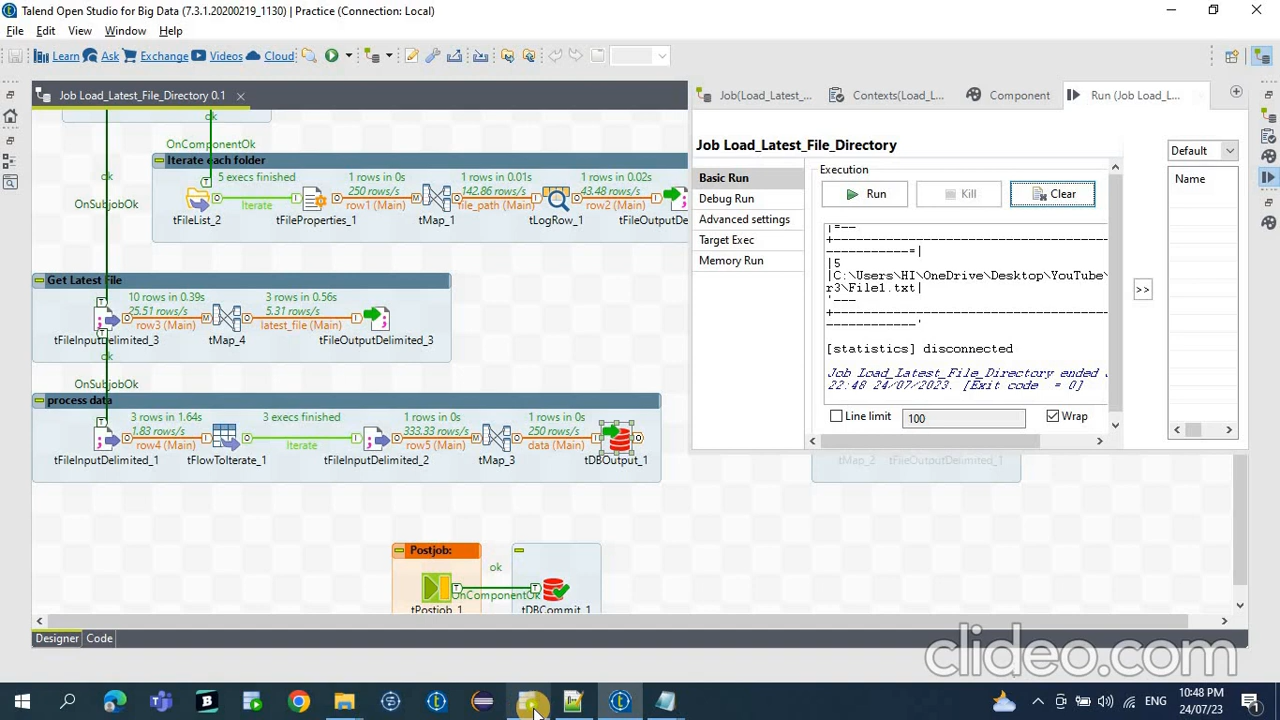 Talend Open Studio for Big Data (7.3.1.20200219_1130) | Practice (Connection: Local)
File Edit View Window Help
Learn Ask Exchange Videos Cloud
Job Load_Latest_File_Directory 0.1
Job(Load_Latest_... Contexts(Load_L... Component Run (Job Load_L...
ok
OnComponentOk
Iterate each folder
ok
OnSubjobOk
5 execs finished
Iterate
1 rows in 0s
250 rows/s
row1 (Main)
1 rows in 0.01s
142.86 rows/s
file_path (Main)
1 rows in 0.02s
43.48 rows/s
row2 (Main)
tFileList_2 tFileProperties_1 tMap_1 tLogRow_1 tFileOutputDe
Get Latest File
10 rows in 0.39s
25.51 rows/s
row3 (Main)
3 rows in 0.56s
5.31 rows/s
latest_file (Main)
tFileInputDelimited_3 tMap_4 tFileOutputDelimited_3
ok
OnSubjobOk
process data
3 rows in 1.64s
1.83 rows/s
row4 (Main)
3 execs finished
Iterate
1 rows in 0s
333.33 rows/s
row5 (Main)
1 rows in 0s
250 rows/s
data (Main)
tFileInputDelimited_1 tFlowToIterate_1 tFileInputDelimited_2 tMap_3 tDBOutput_1
tMap_2 tFileOutputDelimited_1
Postjob:
ok
OnComponentOk
tPostjob_1 tDBCommit_1
Designer Code
Job Load_Latest_File_Directory
Basic Run
Debug Run
Advanced settings
Target Exec
Memory Run
Execution
Run Kill Clear
|=--
+-----------------------------------
-----------=|
|5
|C:\Users\HI\OneDrive\Desktop\YouTube\
r3\File1.txt|
'---
+-----------------------------------
-----------'
[statistics] disconnected
Job Load_Latest_File_Directory ended
22:48 24/07/2023. [Exit code = 0]
Line limit 100 Wrap
>>
Default
Name
clideo.com
ENG
10:48 PM
24/07/23
1